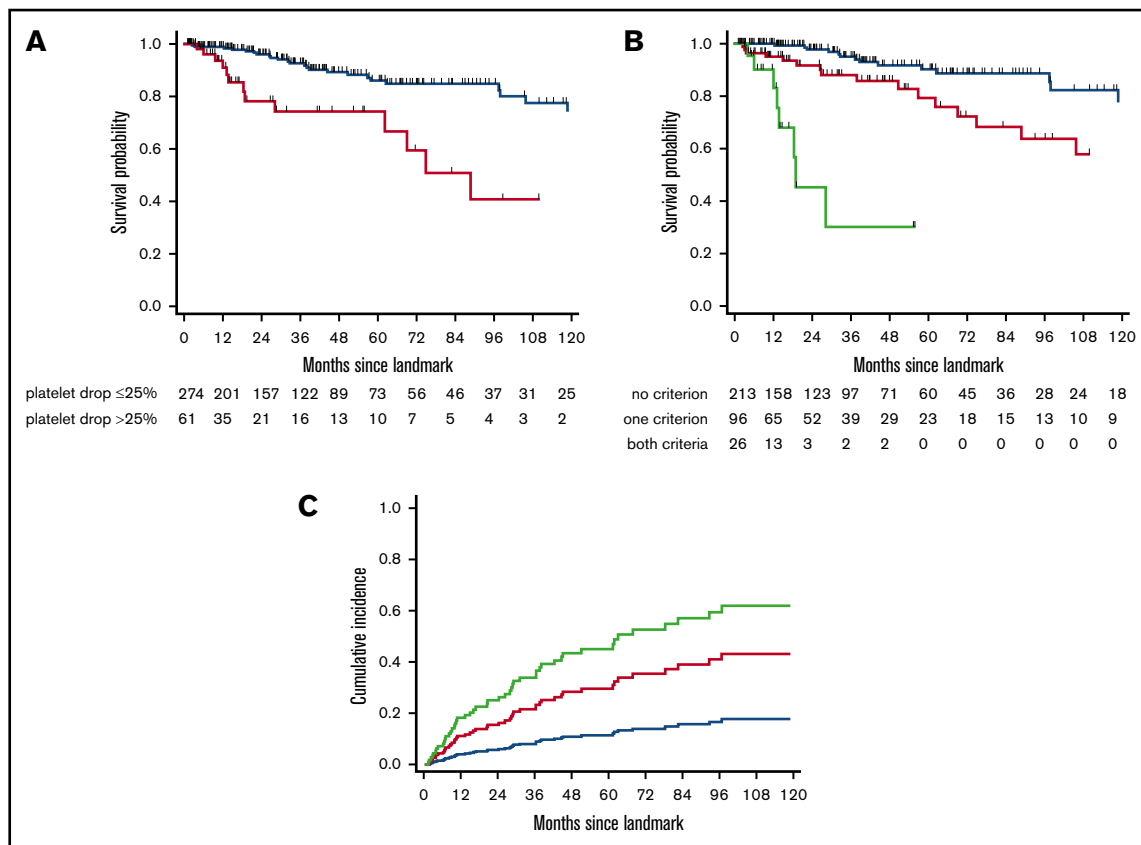 A
Survival probability
1.0
0.8
0.6
0.4
0.2
0.0
0 12 24 36 48 60 72 84 96 108 120
Months since landmark
platelet drop ≤25% 274 201 157 122 89 73 56 46 37 31 25
platelet drop >25% 61 35 21 16 13 10 7 5 4 3 2
B
Survival probability
1.0
0.8
0.6
0.4
0.2
0.0
0 12 24 36 48 60 72 84 96 108 120
Months since landmark
no criterion 213 158 123 97 71 60 45 36 28 24 18
one criterion 96 65 52 39 29 23 18 15 13 10 9
both criteria 26 13 3 2 2 0 0 0 0 0 0
C
Cumulative incidence
1.0
0.8
0.6
0.4
0.2
0.0
0 12 24 36 48 60 72 84 96 108 120
Months since landmark